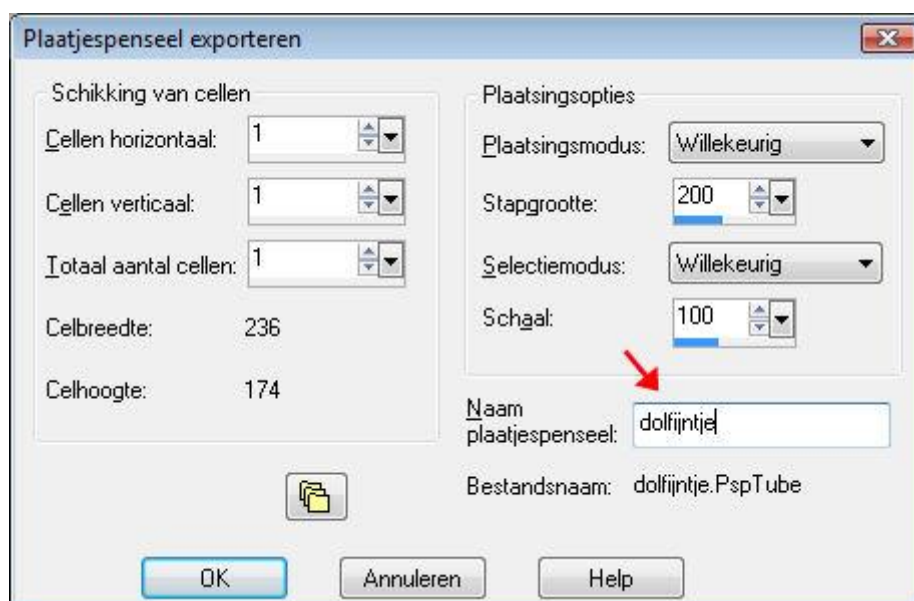 Plaatjespenseel exporteren
Schikking van cellen
Cellen horizontaal: 1
Cellen verticaal: 1
Totaal aantal cellen: 1
Celbreedte: 236
Celhoogte: 174
Plaatsingsopties
Plaatsingsmodus: Willekeurig
Stapgrootte: 200
Selectiemodus: Willekeurig
Schaal: 100
Naam
plaatjespenseel: dolfijntje
Bestandsnaam: dolfijntje.PspTube
OK
Annuleren
Help